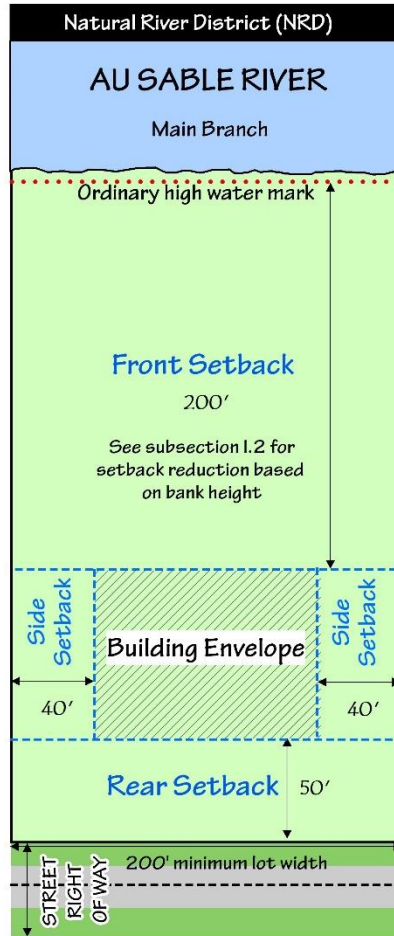 Natural River District (NRD)
AU SABLE RIVER
Main Branch
Ordinary high water mark
Front Setback
200'
See subsection I.2 for
setback reduction based
on bank height
Side
Setback
40'
Building Envelope
Side
Setback
40'
Rear Setback
50'
200' minimum lot width
STREET
RIGHT
OF WAY